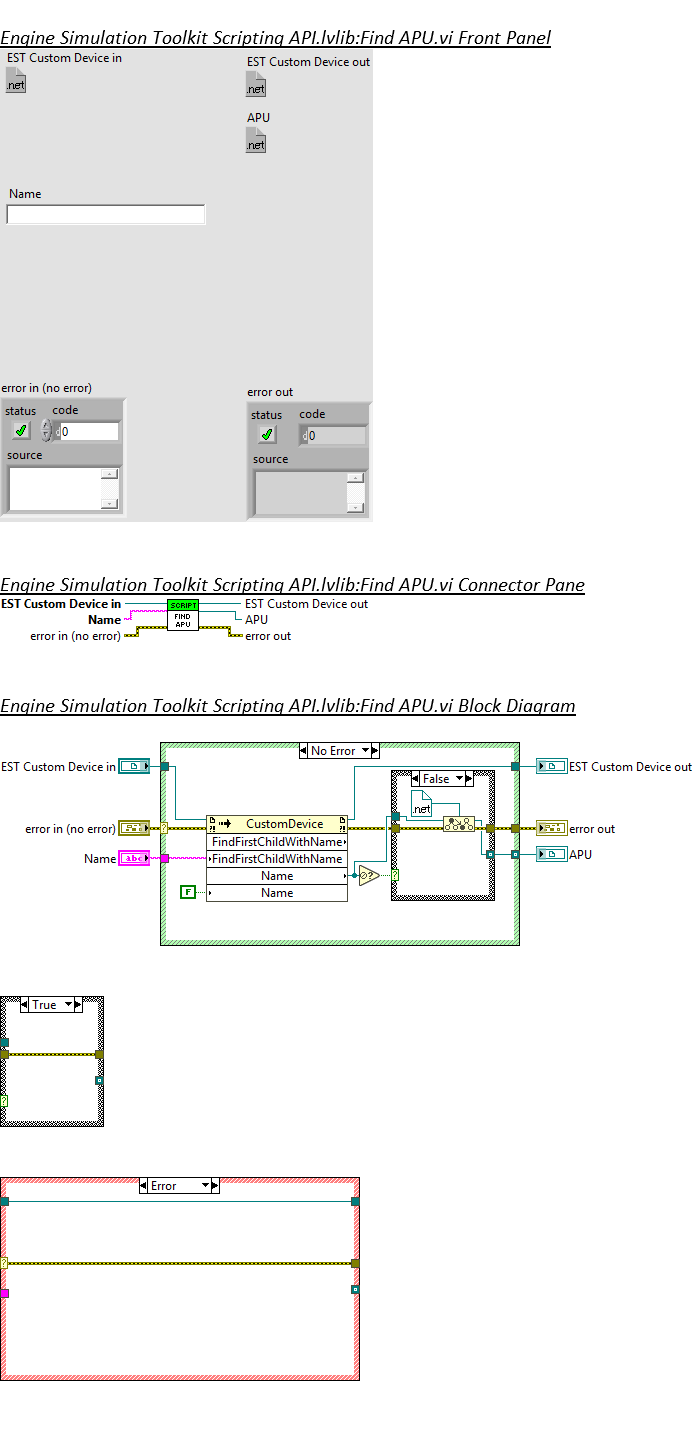 Engine Simulation Toolkit Scripting API.lvlib:Find APU.vi Front Panel
EST Custom Device in
EST Custom Device out
.net
.net
APU
.net
Name
error in (no error)
error out
status code
status code
d 0
d 0
source
source
Engine Simulation Toolkit Scripting API.lvlib:Find APU.vi Connector Pane
EST Custom Device in
SCRIPT
EST Custom Device out
Name
FIND
APU
APU
error in (no error)
error out
Engine Simulation Toolkit Scripting API.lvlib:Find APU.vi Block Diagram
No Error
EST Custom Device in
EST Custom Device out
False
.net
error in (no error)
?!
CustomDevice
?!
error out
FindFirstChildWithName
Name
abc
FindFirstChildWithName
APU
Name
?
?
F
Name
True
?
Error
?